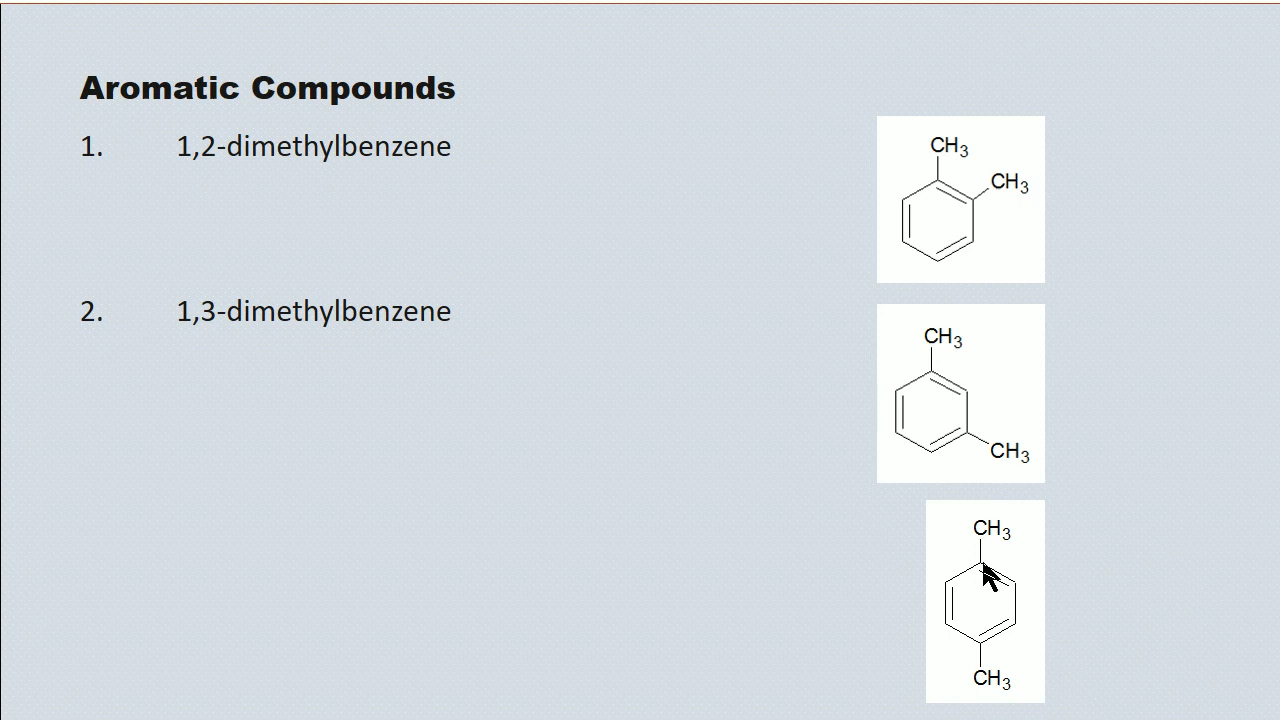 Aromatic Compounds
1. 1,2-dimethylbenzene
CH3
CH3
2. 1,3-dimethylbenzene
CH3
CH3
CH3
CH3